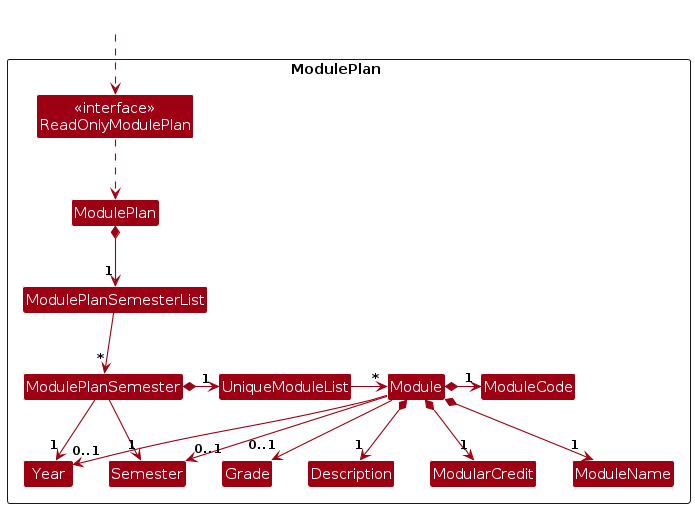 ModulePlan
«interface»
ReadOnlyModulePlan
ModulePlan
1
ModulePlanSemesterList
*
ModulePlanSemester
1
UniqueModuleList
*
Module
1
ModuleCode
1
0..1
1
0..1
0..1
1
1
1
Year
Semester
Grade
Description
ModularCredit
ModuleName